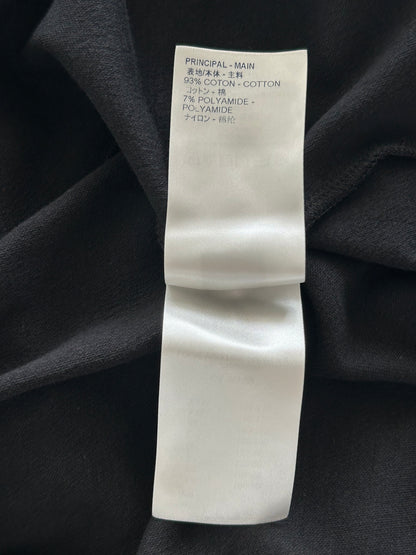 PRINCIPAL - MAIN
表地/本体 - 主料
93% COTON - COTTON
コットン - 棉
7% POLYAMIDE -
POLYAMIDE
ナイロン - 锦纶